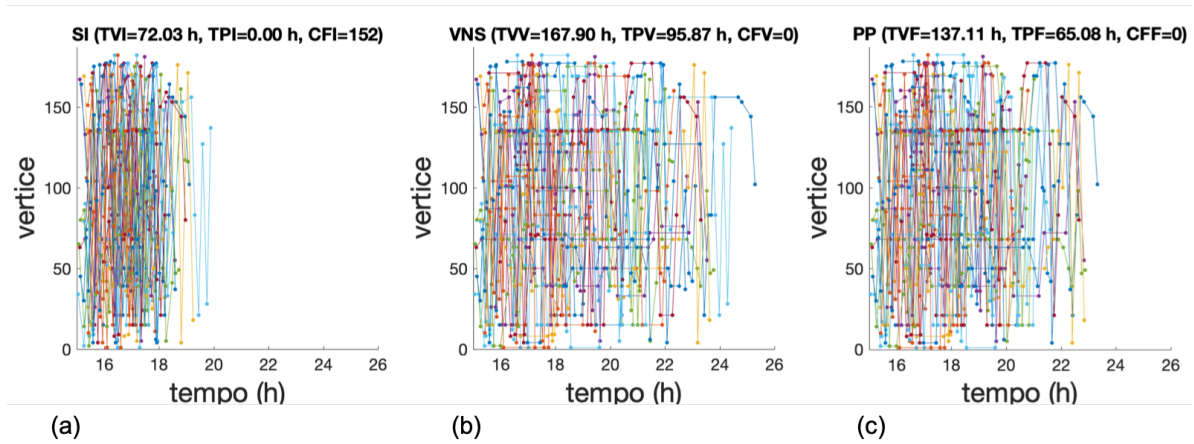 SI (TVI=72.03 h, TPI=0.00 h, CFI=152)
vertice
150
100
50
0
16 18 20 22 24 26
tempo (h)
(a)
VNS (TVV=167.90 h, TPV=95.87 h, CFV=0)
vertice
150
100
50
0
16 18 20 22 24 26
tempo (h)
(b)
PP (TVF=137.11 h, TPF=65.08 h, CFF=0)
vertice
150
100
50
0
16 18 20 22 24 26
tempo (h)
(c)